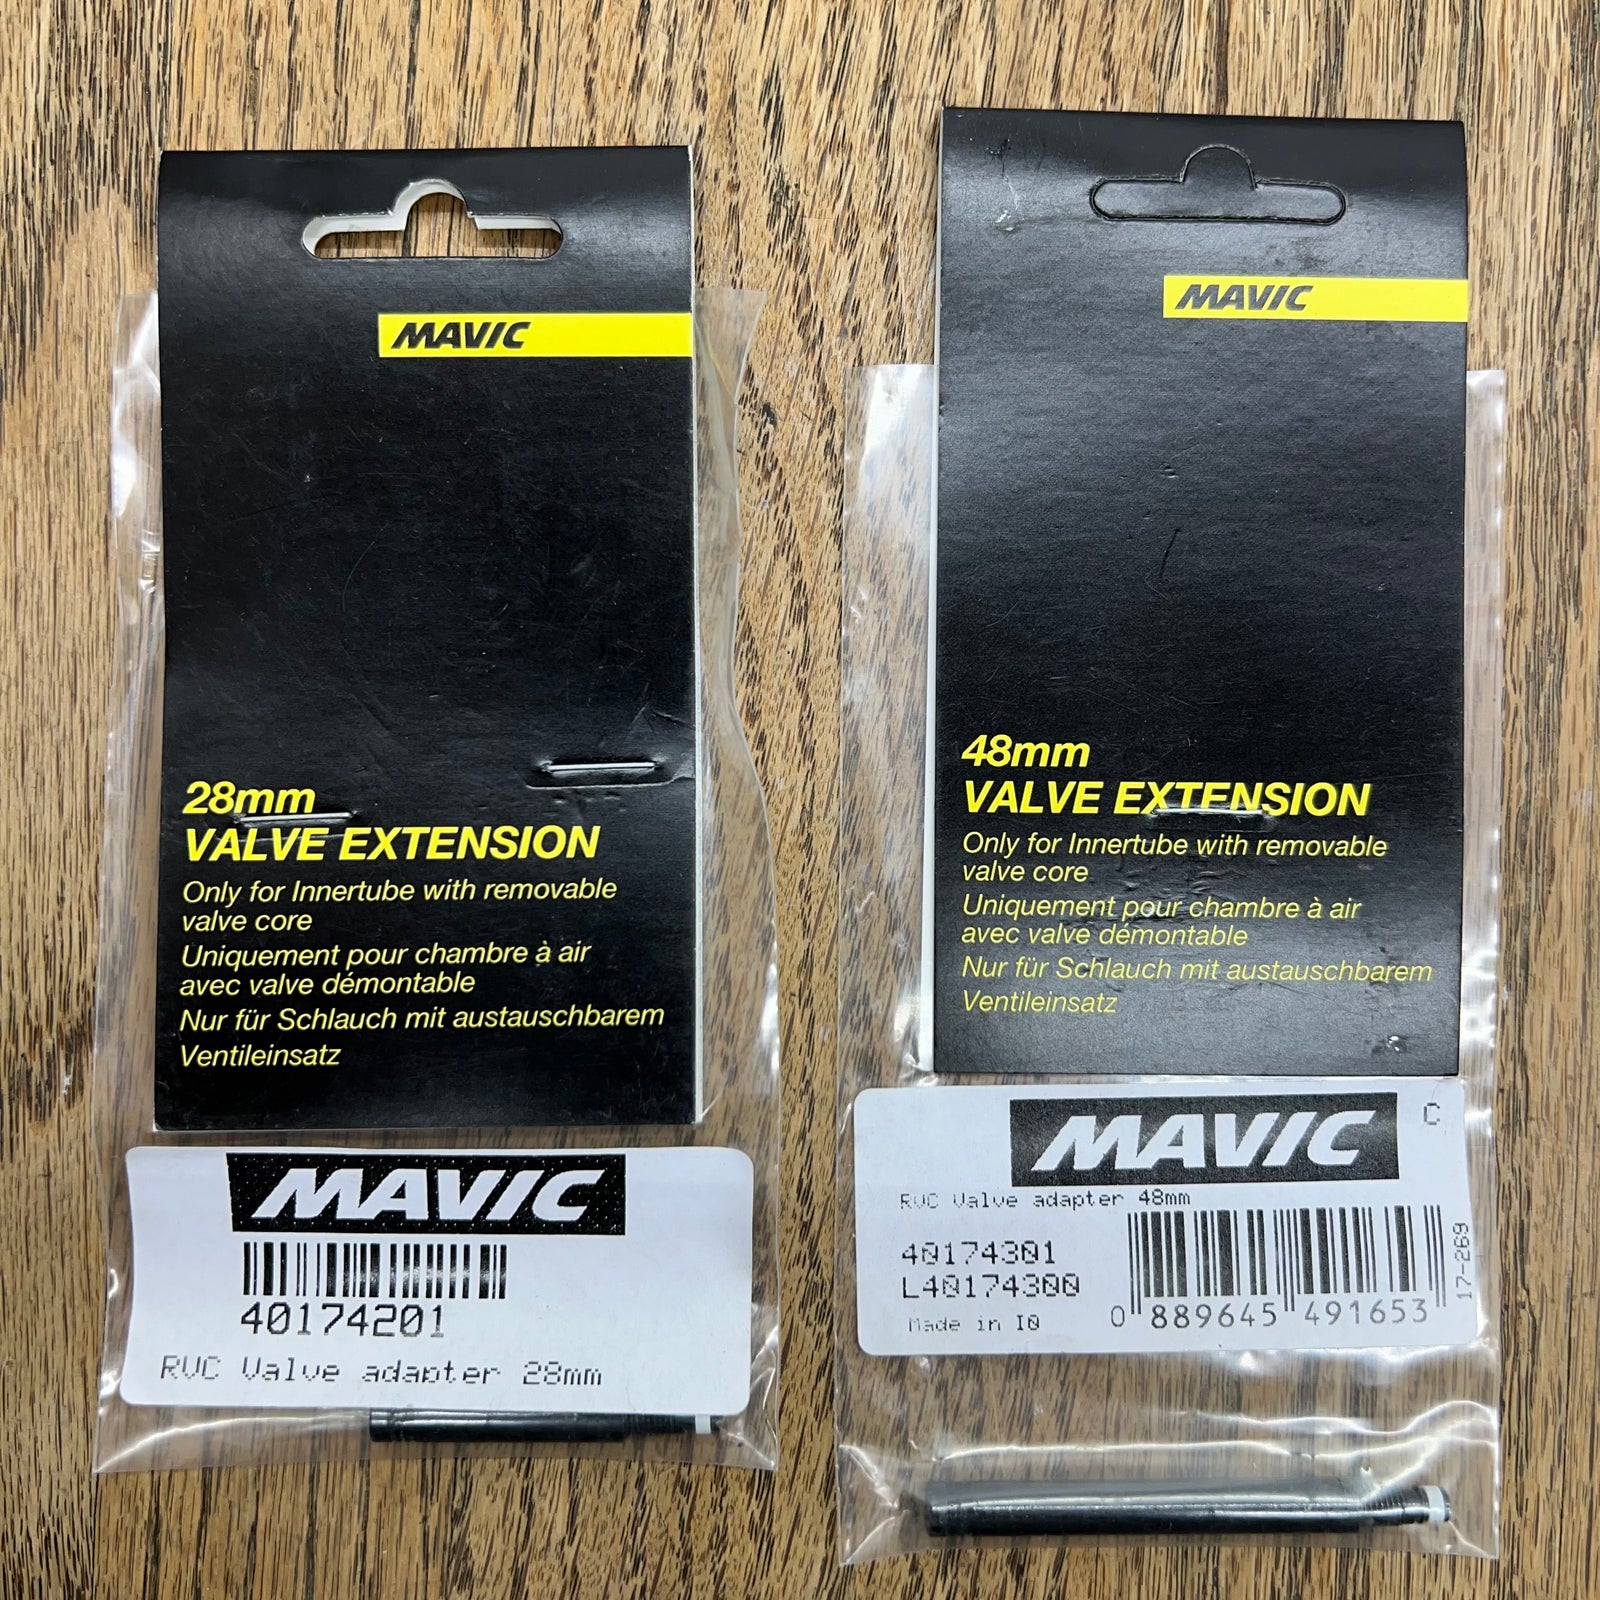 MAVIC
28mm
VALVE EXTENSION
Only for Innertube with removable
valve core
Uniquement pour chambre à air
avec valve démontable
Nur für Schlauch mit austauschbarem
Ventileinsatz
MAVIC
40174201
RVC Valve adapter 28mm
MAVIC
48mm
VALVE EXTENSION
Only for Innertube with removable
valve core
Uniquement pour chambre à air
avec valve démontable
Nur für Schlauch mit austauschbarem
Ventileinsatz
MAVIC
C
RVC Valve adapter 48mm
40174301
L40174300
Made in IQ
0 889645 491653
17-269